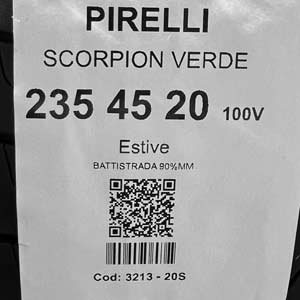 PIRELLI
SCORPION VERDE
235 45 20 100V
Estive
BATTISTRADA 90%MM
Cod: 3213 - 20S